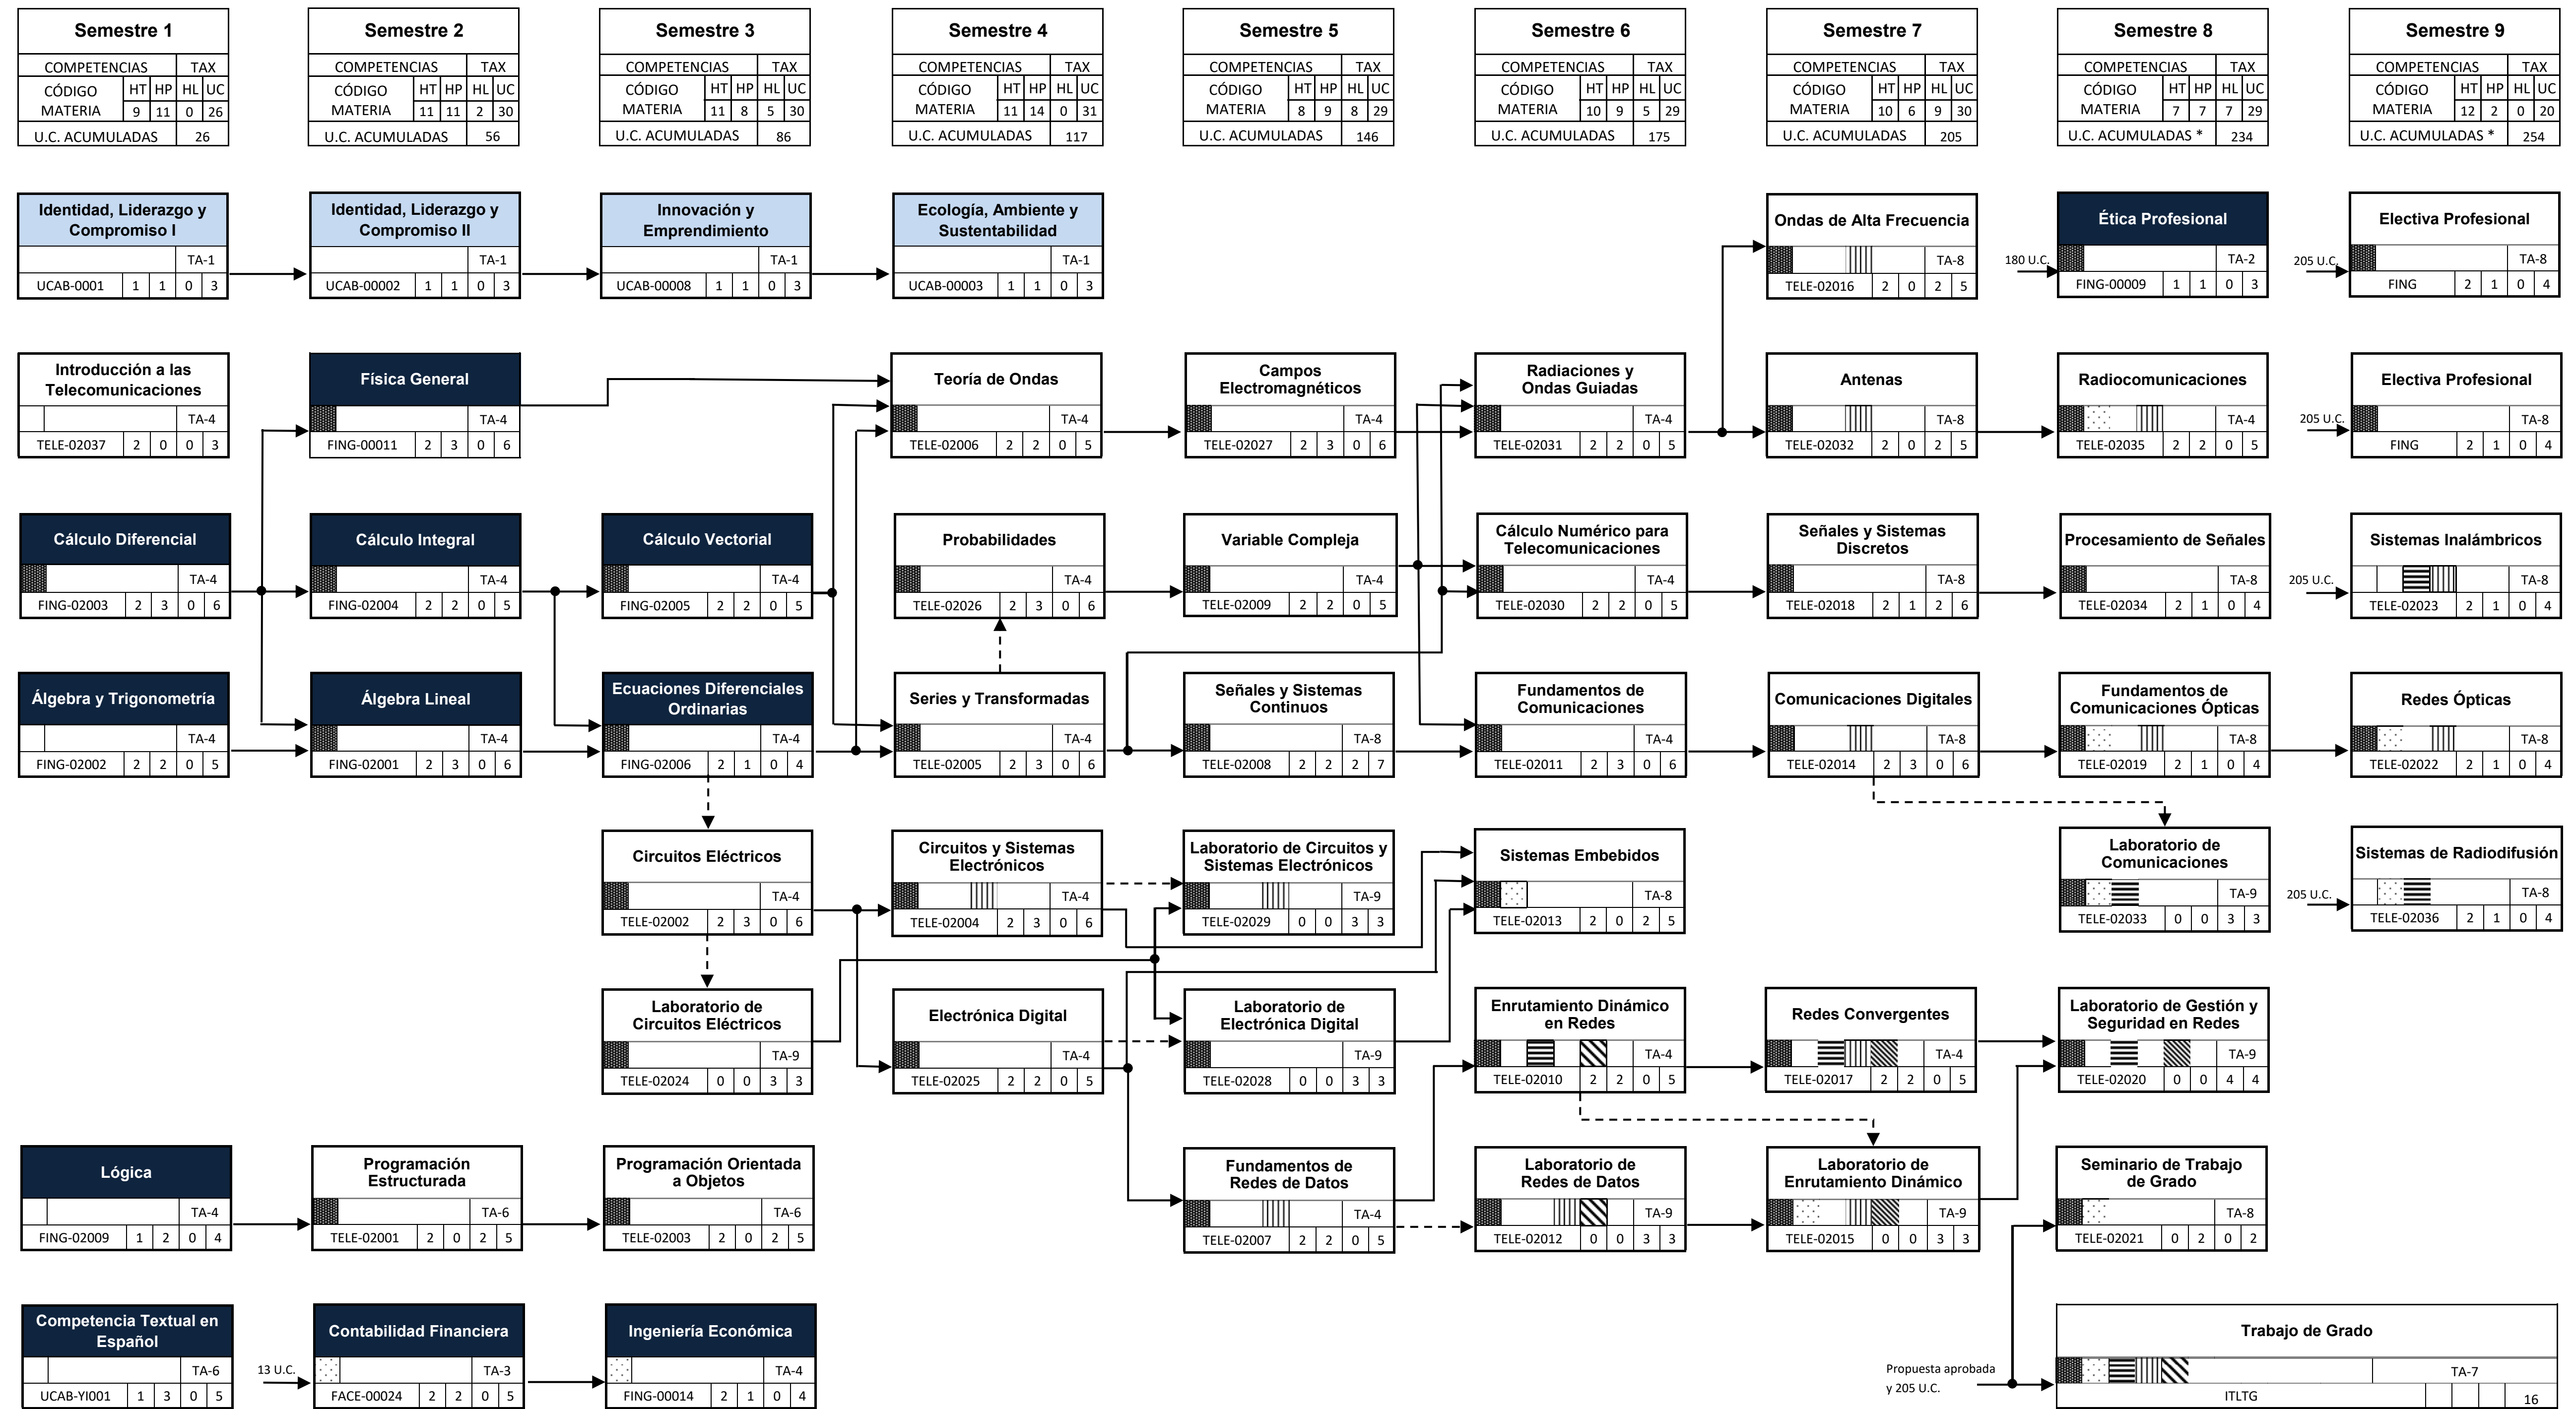 Semestre 1
COMPETENCIAS TAX
CÓDIGO MATERIA HT HP HL UC
9 11 0 26
U.C. ACUMULADAS 26
Semestre 2
COMPETENCIAS TAX
CÓDIGO MATERIA HT HP HL UC
11 11 2 30
U.C. ACUMULADAS 56
Semestre 3
COMPETENCIAS TAX
CÓDIGO MATERIA HT HP HL UC
11 8 5 30
U.C. ACUMULADAS 86
Semestre 4
COMPETENCIAS TAX
CÓDIGO MATERIA HT HP HL UC
11 14 0 31
U.C. ACUMULADAS 117
Semestre 5
COMPETENCIAS TAX
CÓDIGO MATERIA HT HP HL UC
8 9 8 29
U.C. ACUMULADAS 146
Semestre 6
COMPETENCIAS TAX
CÓDIGO MATERIA HT HP HL UC
10 9 5 29
U.C. ACUMULADAS 175
Semestre 7
COMPETENCIAS TAX
CÓDIGO MATERIA HT HP HL UC
10 6 9 30
U.C. ACUMULADAS 205
Semestre 8
COMPETENCIAS TAX
CÓDIGO MATERIA HT HP HL UC
7 7 7 29
U.C. ACUMULADAS * 234
Semestre 9
COMPETENCIAS TAX
CÓDIGO MATERIA HT HP HL UC
12 2 0 20
U.C. ACUMULADAS * 254
Identidad, Liderazgo y
Compromiso I
TA-1
UCAB-0001 1 1 0 3
Identidad, Liderazgo y
Compromiso II
TA-1
UCAB-00002 1 1 0 3
Innovación y
Emprendimiento
TA-1
UCAB-00008 1 1 0 3
Ecología, Ambiente y
Sustentabilidad
TA-1
UCAB-00003 1 1 0 3
Ondas de Alta Frecuencia
TA-8
TELE-02016 2 0 2 5
180 U.C.
Ética Profesional
TA-2
FING-00009 1 1 0 3
205 U.C.
Electiva Profesional
TA-8
FING 2 1 0 4
Introducción a las
Telecomunicaciones
TA-4
TELE-02037 2 0 0 3
Física General
TA-4
FING-00011 2 3 0 6
Teoría de Ondas
TA-4
TELE-02006 2 2 0 5
Campos
Electromagnéticos
TA-4
TELE-02027 2 3 0 6
Radiaciones y
Ondas Guiadas
TA-4
TELE-02031 2 2 0 5
Antenas
TA-8
TELE-02032 2 0 2 5
Radiocomunicaciones
TA-4
TELE-02035 2 2 0 5
205 U.C.
Electiva Profesional
TA-8
FING 2 1 0 4
Cálculo Diferencial
TA-4
FING-02003 2 3 0 6
Cálculo Integral
TA-4
FING-02004 2 2 0 5
Cálculo Vectorial
TA-4
FING-02005 2 2 0 5
Probabilidades
TA-4
TELE-02026 2 3 0 6
Variable Compleja
TA-4
TELE-02009 2 2 0 5
Cálculo Numérico para
Telecomunicaciones
TA-4
TELE-02030 2 2 0 5
Señales y Sistemas
Discretos
TA-8
TELE-02018 2 1 2 6
Procesamiento de Señales
TA-8
TELE-02034 2 1 0 4
205 U.C.
Sistemas Inalámbricos
TA-8
TELE-02023 2 1 0 4
Álgebra y Trigonometría
TA-4
FING-02002 2 2 0 5
Álgebra Lineal
TA-4
FING-02001 2 3 0 6
Ecuaciones Diferenciales
Ordinarias
TA-4
FING-02006 2 1 0 4
Series y Transformadas
TA-4
TELE-02005 2 3 0 6
Señales y Sistemas
Continuos
TA-8
TELE-02008 2 2 2 7
Fundamentos de
Comunicaciones
TA-4
TELE-02011 2 3 0 6
Comunicaciones Digitales
TA-8
TELE-02014 2 3 0 6
Fundamentos de
Comunicaciones Ópticas
TA-8
TELE-02019 2 1 0 4
Redes Ópticas
TA-8
TELE-02022 2 1 0 4
Circuitos Eléctricos
TA-4
TELE-02002 2 3 0 6
Circuitos y Sistemas
Electrónicos
TA-4
TELE-02004 2 3 0 6
Laboratorio de Circuitos y
Sistemas Electrónicos
TA-9
TELE-02029 0 0 3 3
Sistemas Embebidos
TA-8
TELE-02013 2 0 2 5
Laboratorio de
Comunicaciones
TA-9
TELE-02033 0 0 3 3
205 U.C.
Sistemas de Radiodifusión
TA-8
TELE-02036 2 1 0 4
Laboratorio de
Circuitos Eléctricos
TA-9
TELE-02024 0 0 3 3
Electrónica Digital
TA-4
TELE-02025 2 2 0 5
Laboratorio de
Electrónica Digital
TA-9
TELE-02028 0 0 3 3
Enrutamiento Dinámico
en Redes
TA-4
TELE-02010 2 2 0 5
Redes Convergentes
TA-4
TELE-02017 2 2 0 5
Laboratorio de Gestión y
Seguridad en Redes
TA-9
TELE-02020 0 0 4 4
Lógica
TA-4
FING-02009 1 2 0 4
Programación
Estructurada
TA-6
TELE-02001 2 0 2 5
Programación Orientada
a Objetos
TA-6
TELE-02003 2 0 2 5
Fundamentos de
Redes de Datos
TA-4
TELE-02007 2 2 0 5
Laboratorio de
Redes de Datos
TA-9
TELE-02012 0 0 3 3
Laboratorio de
Enrutamiento Dinámico
TA-9
TELE-02015 0 0 3 3
Seminario de Trabajo
de Grado
TA-8
TELE-02021 0 2 0 2
Competencia Textual en
Español
TA-6
UCAB-YI001 1 3 0 5
13 U.C.
Contabilidad Financiera
TA-3
FACE-00024 2 2 0 5
Ingeniería Económica
TA-4
FING-00014 2 1 0 4
Propuesta aprobada
y 205 U.C.
Trabajo de Grado
TA-7
ITLTG 16